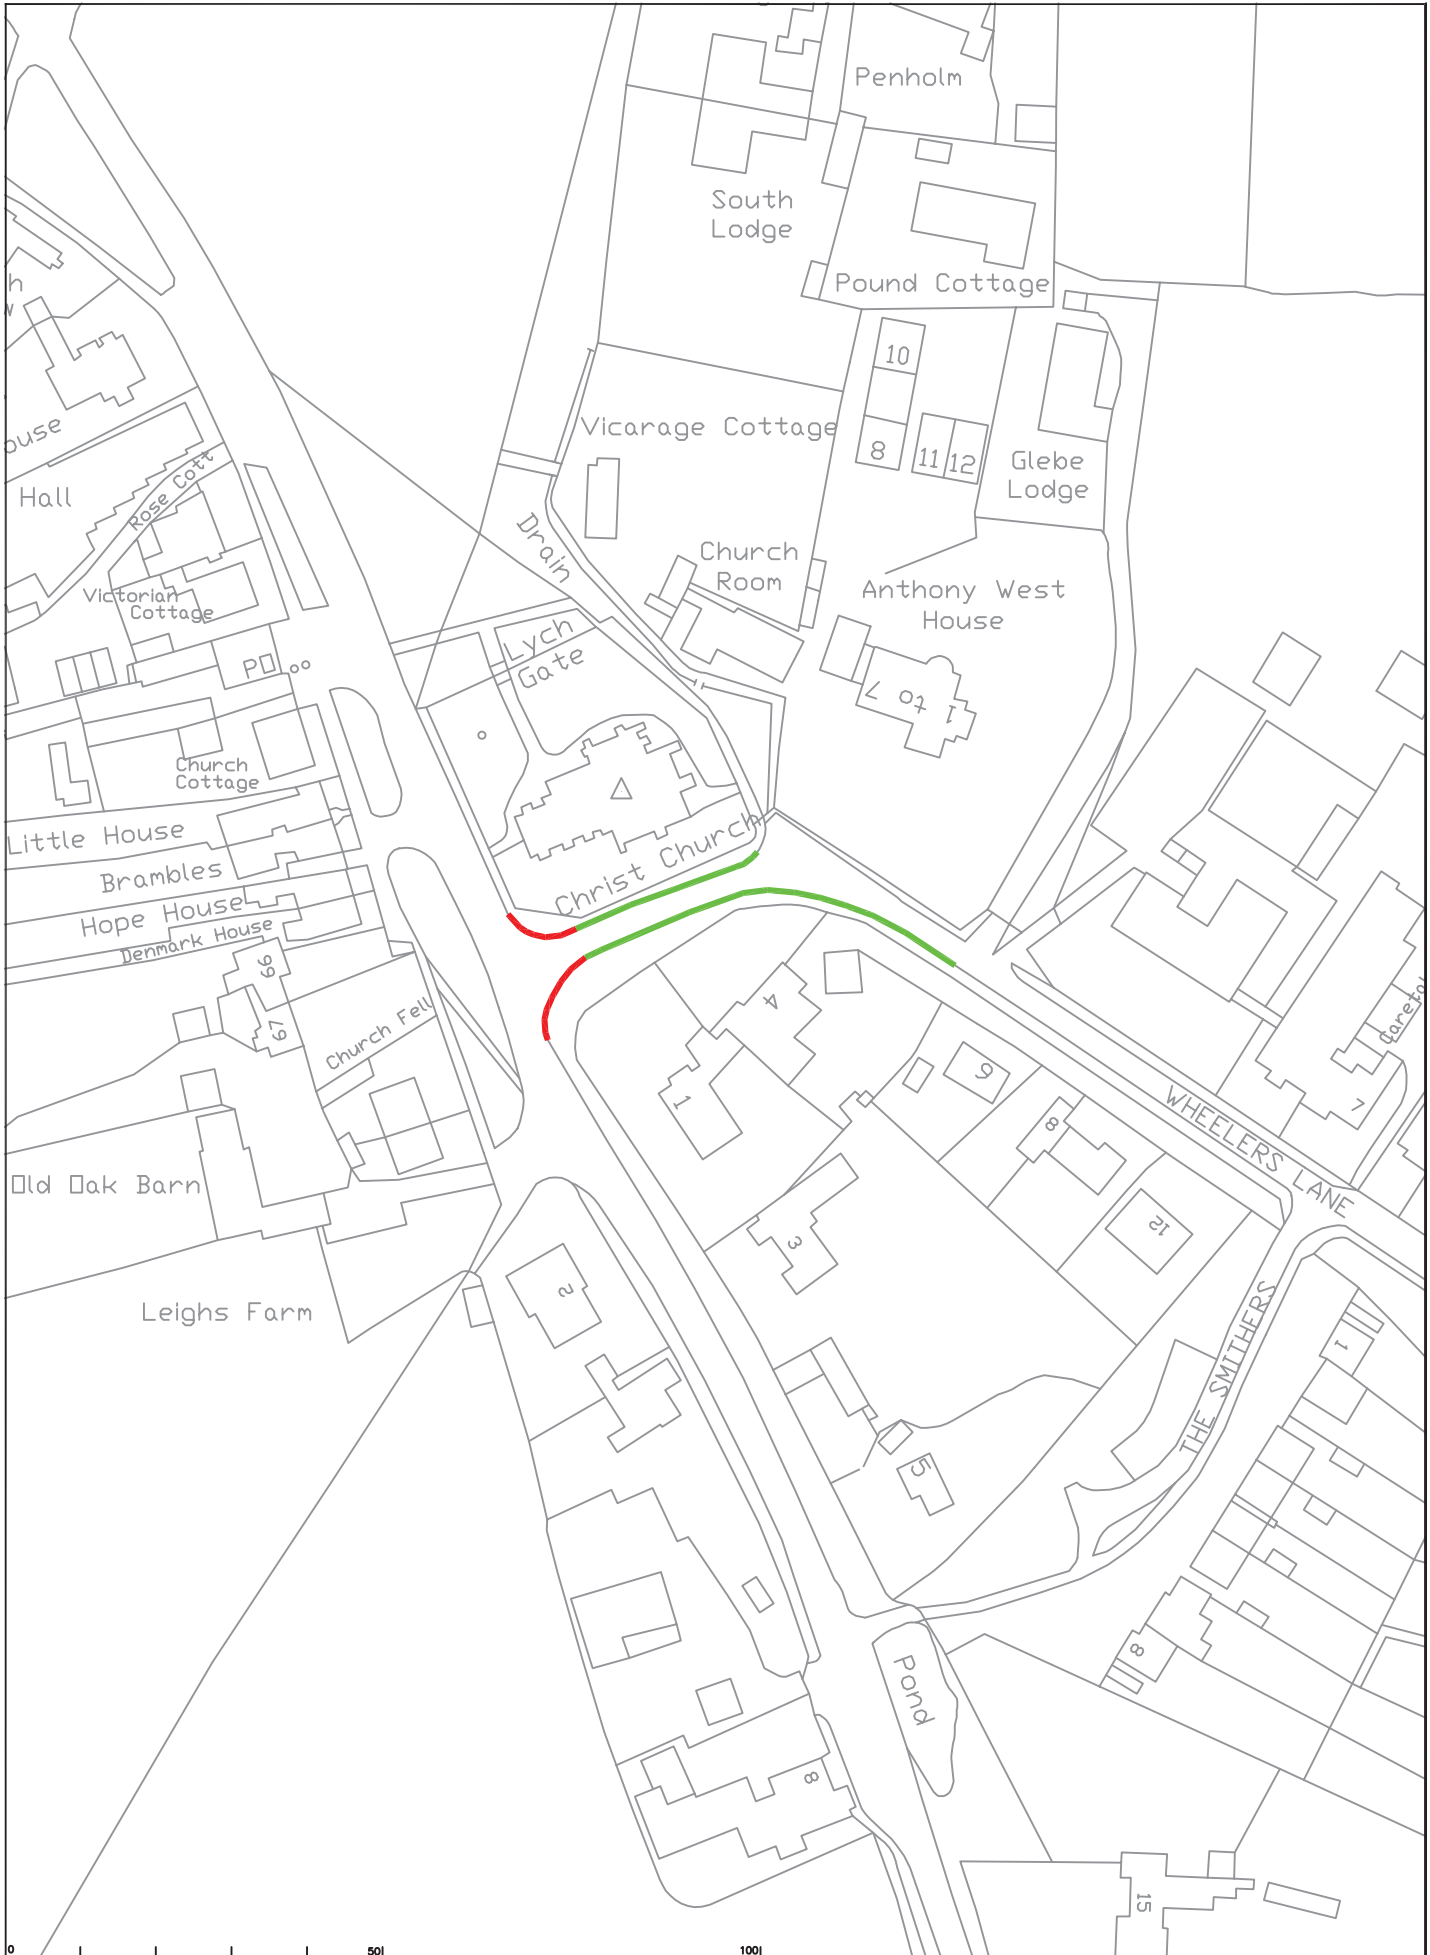 Penholm
South
Lodge
Pound Cottage
h
10
Vicarage Cottage
8
11
12
Glebe
Lodge
ouse
Hall
Rose Cott
Drain
Church
Room
Anthony West
House
Victorian
Cottage
Lych
Gate
P
1 to 7
Church
Cottage
Little House
Christ Church
Brambles
Hope House
Denmark House
66
67
4
Church Fell
1
9
8
7
WHEELERS LANE
Old Oak Barn
12
3
2
Leighs Farm
THE SMITHERS
1
5
8
Pond
8
15
0
50
100